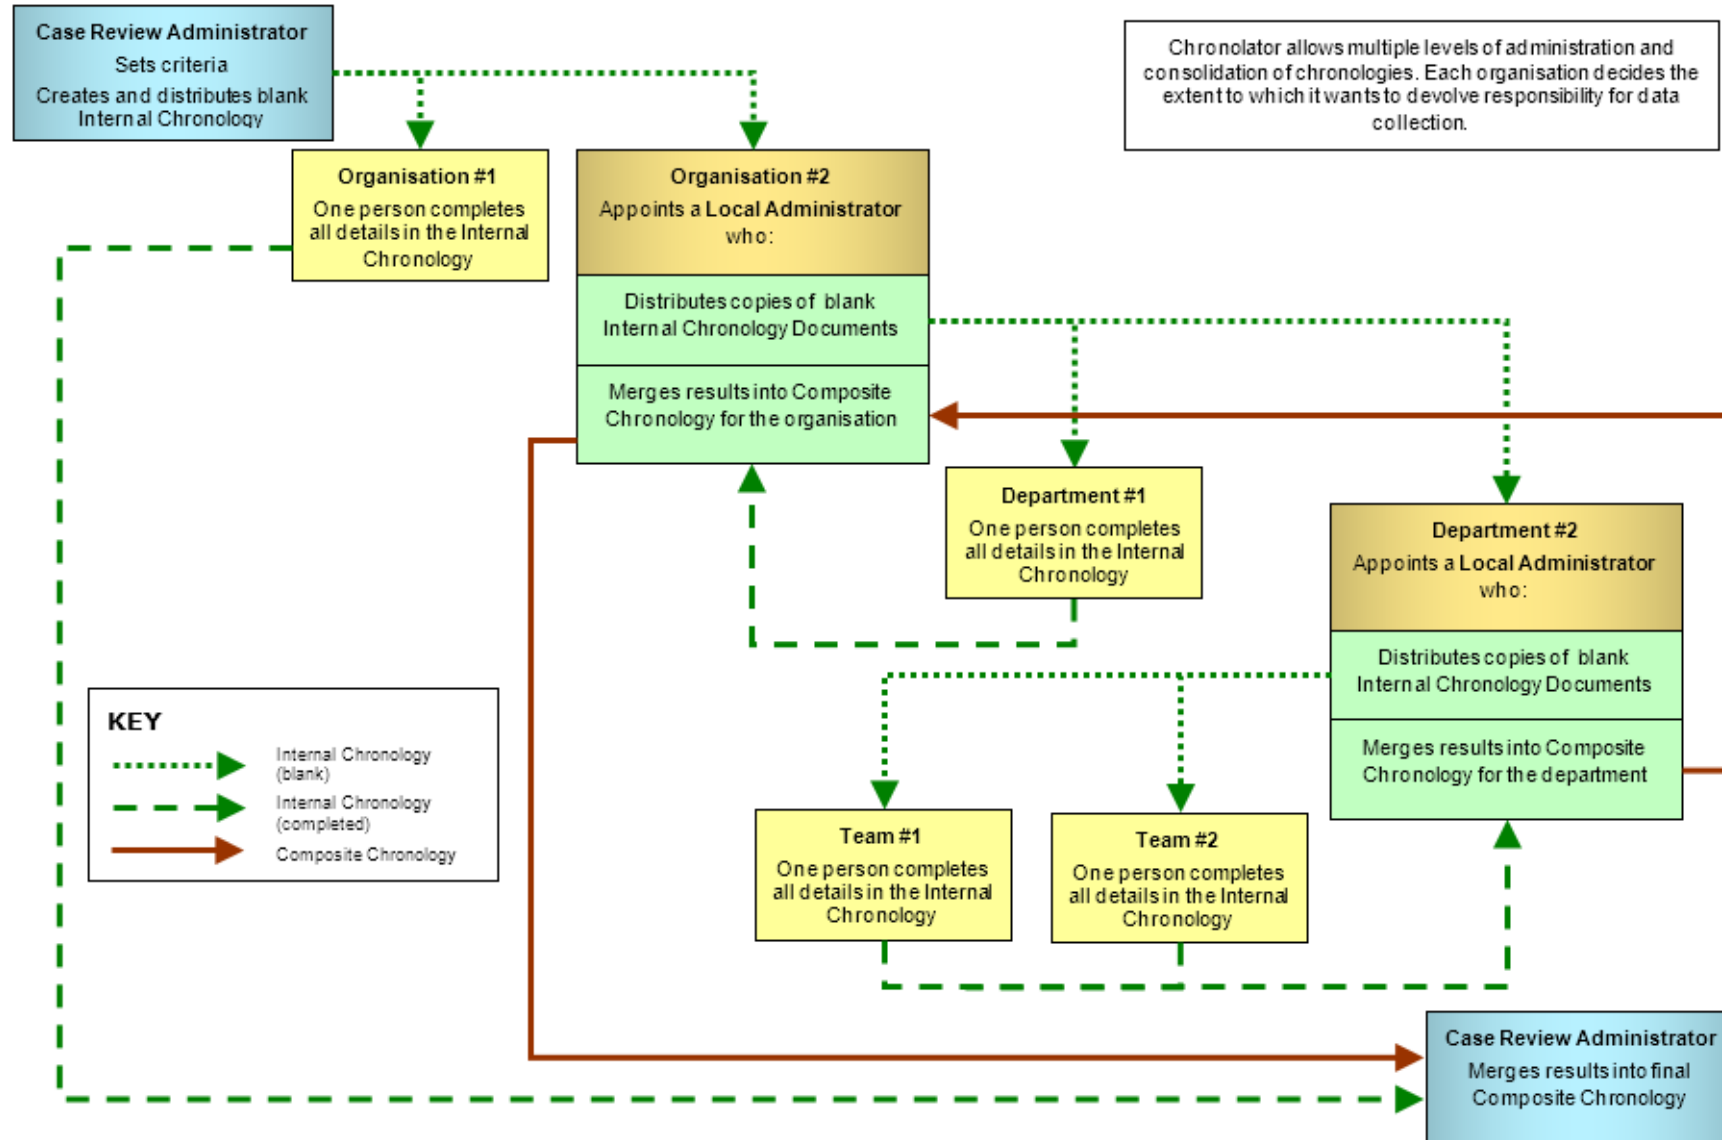 Case Review Administrator
Sets criteria
Creates and distributes blank
Internal Chronology
Chronolator allows multiple levels of administration and
consolidation of chronologies. Each organisation decides the
extent to which it wants to devolve responsibility for data
collection.
Organisation #1
One person completes
all details in the Internal
Chronology
Organisation #2
Appoints a Local Administrator
who:
Distributes copies of blank
Internal Chronology Documents
Merges results into Composite
Chronology for the organisation
Department #1
One person completes
all details in the Internal
Chronology
Department #2
Appoints a Local Administrator
who:
Distributes copies of blank
Internal Chronology Documents
Merges results into Composite
Chronology for the department
KEY
Internal Chronology
(blank)
Internal Chronology
(completed)
Composite Chronology
Team #1
One person completes
all details in the Internal
Chronology
Team #2
One person completes
all details in the Internal
Chronology
Case Review Administrator
Merges results into final
Composite Chronology